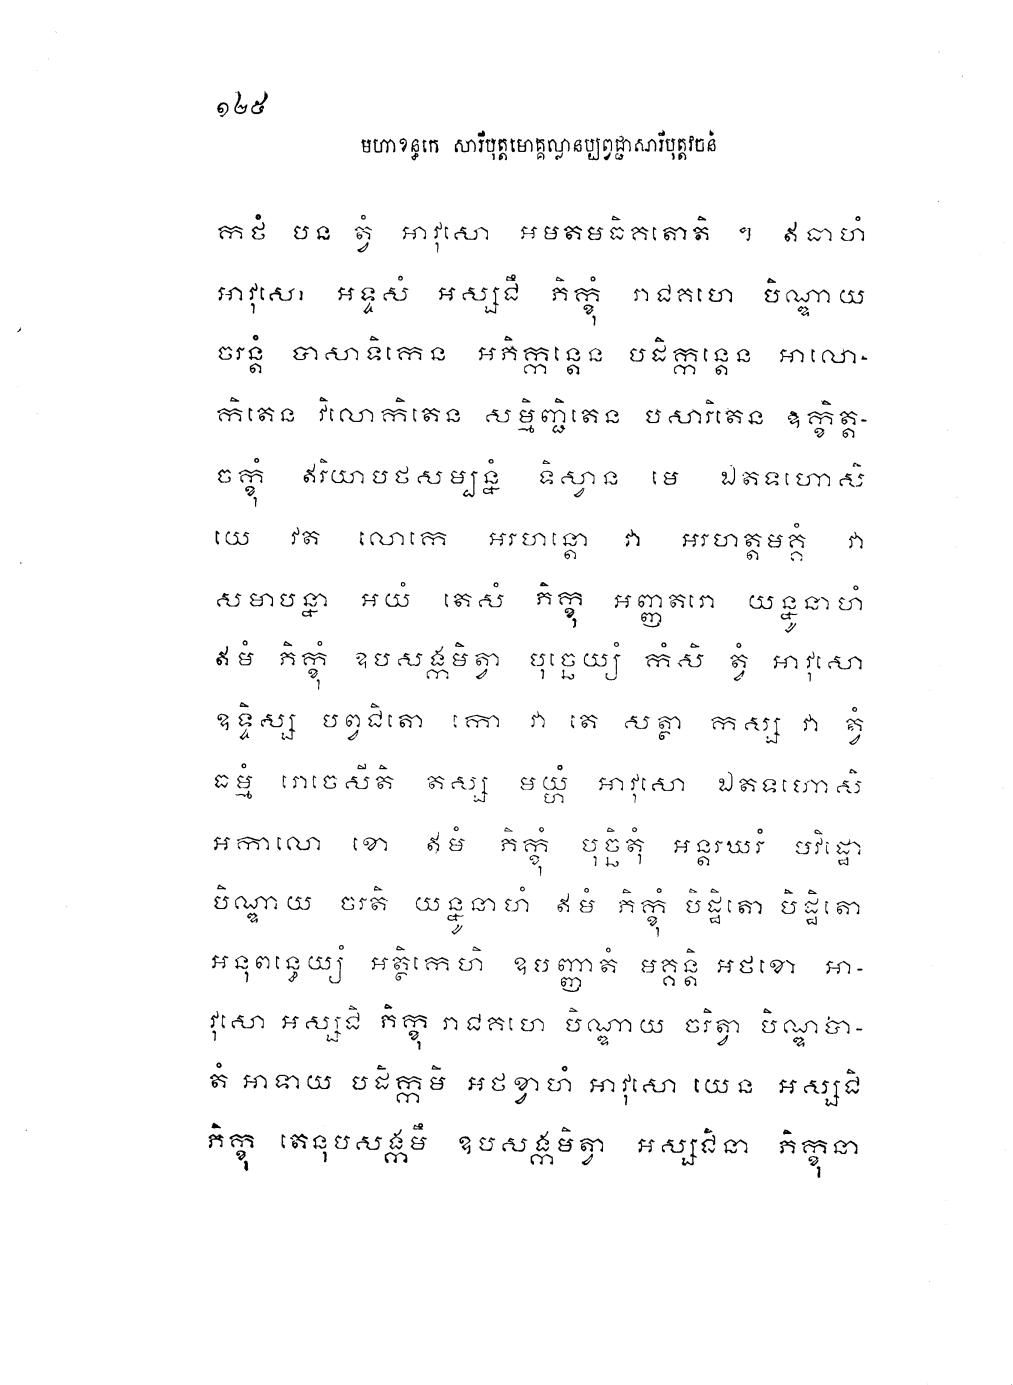 ១២៥
មហាខន្ធកេ សារីបុត្តមោគ្គល្លានប្បព្វជ្ជាសារីបុត្តវចនំ
កថំ បន ត្វំ អាវុសោ អមតមធិគតោតិ ។ ឥធាហំ
អាវុសោ អទ្ទសំ អស្សជឹ ភិក្ខុំ រាជគហេ បិណ្ឌាយ
ចរន្តំ បាសាទិកេន អភិក្កន្តេន បដិក្កន្តេន អាលោ-
កិតេន វិលោកិតេន សម្មិញ្ជិតេន បសារិតេន ឧក្ខិត្ត-
ចក្ខុំ ឥរិយាបថសម្បន្នំ ទិស្វាន មេ ឯតទហោសិ
យេ វត លោកេ អរហន្តោ វា អរហត្តមគ្គំ វា
សមាបន្នា អយំ តេសំ ភិក្ខុ អញ្ញតរោ យន្នូនាហំ
ឥមំ ភិក្ខុំ ឧបសង្កមិត្វា បុច្ឆេយ្យំ កំសិ ត្វំ អាវុសោ
ឧទ្ទិស្ស បព្វជិតោ កោ វា តេ សត្ថា កស្ស វា ត្វំ
ធម្មំ រោចេសីតិ តស្ស មយ្ហំ អាវុសោ ឯតទហោសិ
អកាលោ ខោ ឥមំ ភិក្ខុំ បុច្ឆិតុំ អន្តរឃរំ បវិដ្ឋោ
បិណ្ឌាយ ចរតិ យន្នូនាហំ ឥមំ ភិក្ខុំ បិដ្ឋិតោ បិដ្ឋិតោ
អនុពន្ធេយ្យំ អត្ថិកេហិ ឧបញ្ញាតំ មគ្គន្តិ អថខោ អា-
វុសោ អស្សជិ ភិក្ខុ រាជគហេ បិណ្ឌាយ ចរិត្វា បិណ្ឌបា-
តំ អាទាយ បដិក្កមិ អថខ្វាហំ អាវុសោ យេន អស្សជិ
ភិក្ខុ តេនុបសង្កមឹ ឧបសង្កមិត្វា អស្សជិនា ភិក្ខុនា